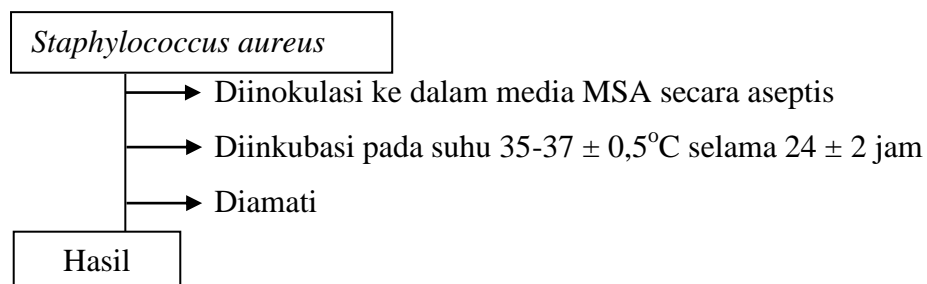 Staphylococcus aureus
Diinokulasi ke dalam media MSA secara aseptis
Diinkubasi pada suhu 35-37 ± 0,5°C selama 24 ± 2 jam
Diamati
Hasil